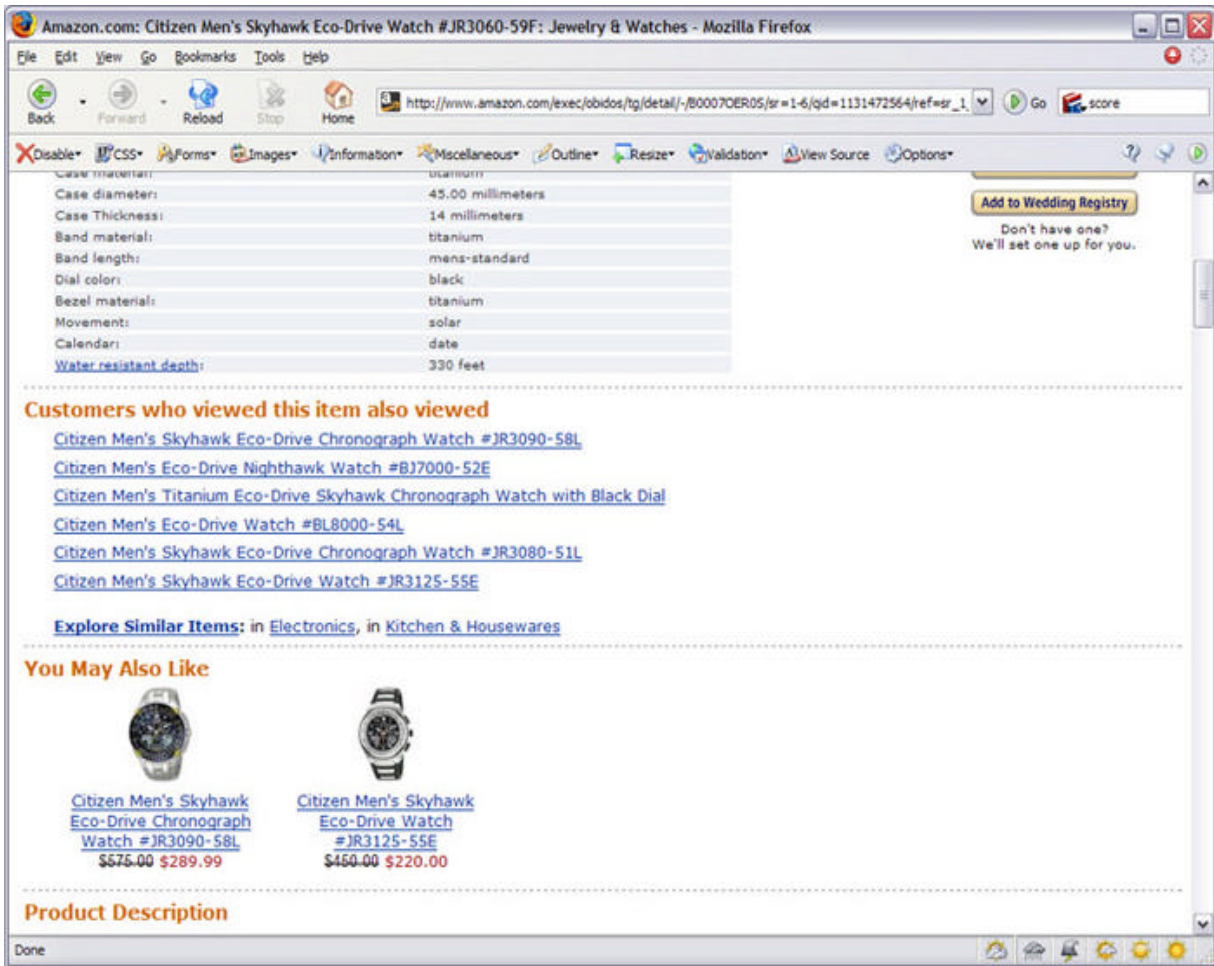 Amazon.com: Citizen Men's Skyhawk Eco-Drive Watch #JR3060-59F: Jewelry & Watches - Mozilla Firefox
File Edit View Go Bookmarks Tools Help
Back Forward Reload Stop Home http://www.amazon.com/exec/obidos/tg/detail/-/B0007OER0S/sr=1-6/qid=1131472564/ref=sr_1_ Go score
Disable CSS Forms Images Information Miscellaneous Outline Resize Validation View Source Options
Case material: titanium
Case diameter: 45.00 millimeters
Case Thickness: 14 millimeters
Band material: titanium
Band length: mens-standard
Dial color: black
Bezel material: titanium
Movement: solar
Calendar: date
Water resistant depth: 330 feet
Add to Wedding Registry
Don't have one?
We'll set one up for you.
Customers who viewed this item also viewed
Citizen Men's Skyhawk Eco-Drive Chronograph Watch #JR3090-58L
Citizen Men's Eco-Drive Nighthawk Watch #BJ7000-52E
Citizen Men's Titanium Eco-Drive Skyhawk Chronograph Watch with Black Dial
Citizen Men's Eco-Drive Watch #BL8000-54L
Citizen Men's Skyhawk Eco-Drive Chronograph Watch #JR3080-51L
Citizen Men's Skyhawk Eco-Drive Watch #JR3125-55E
Explore Similar Items: in Electronics, in Kitchen & Housewares
You May Also Like
Citizen Men's Skyhawk
Eco-Drive Chronograph
Watch #JR3090-58L
$575.00 $289.99
Citizen Men's Skyhawk
Eco-Drive Watch
#JR3125-55E
$450.00 $220.00
Product Description
Done